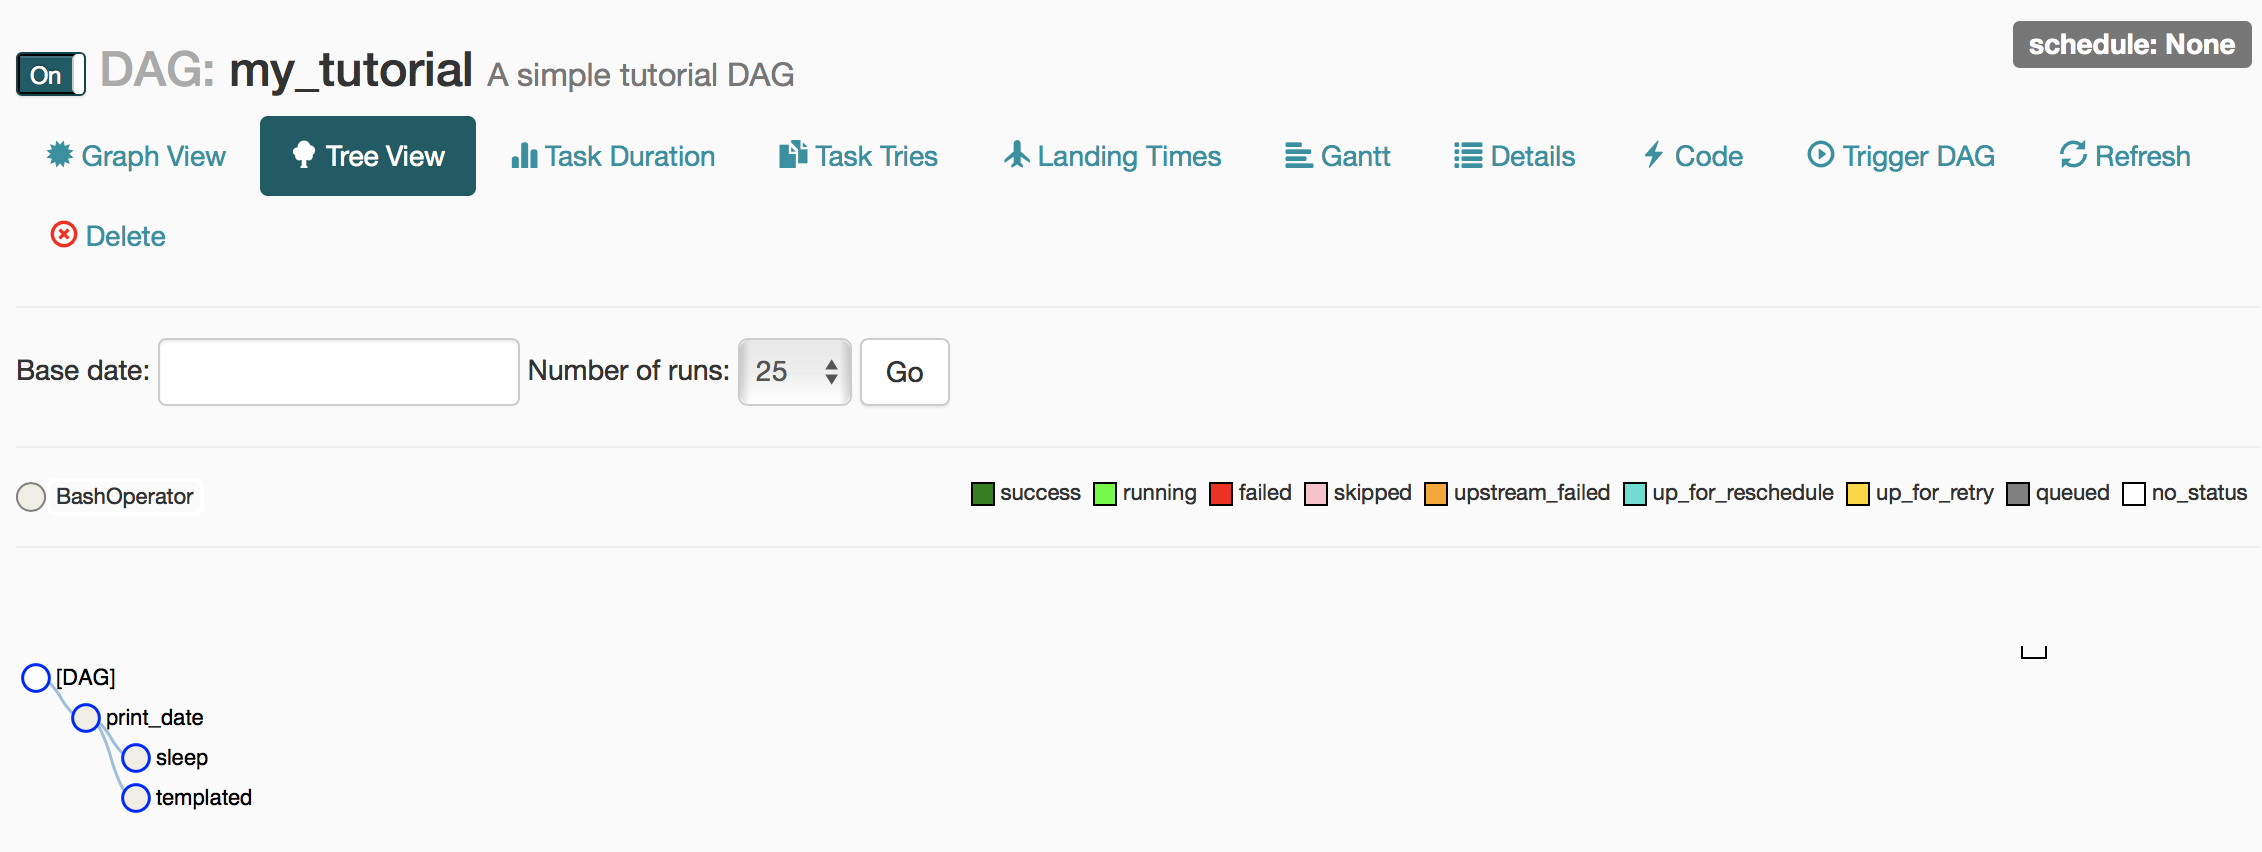 schedule: None
On DAG: my_tutorial A simple tutorial DAG
Graph View Tree View Task Duration Task Tries Landing Times Gantt Details Code Trigger DAG Refresh
Delete
Base date: Number of runs: 25 Go
BashOperator success running failed skipped upstream_failed up_for_reschedule up_for_retry queued no_status
[DAG]
print_date
sleep
templated